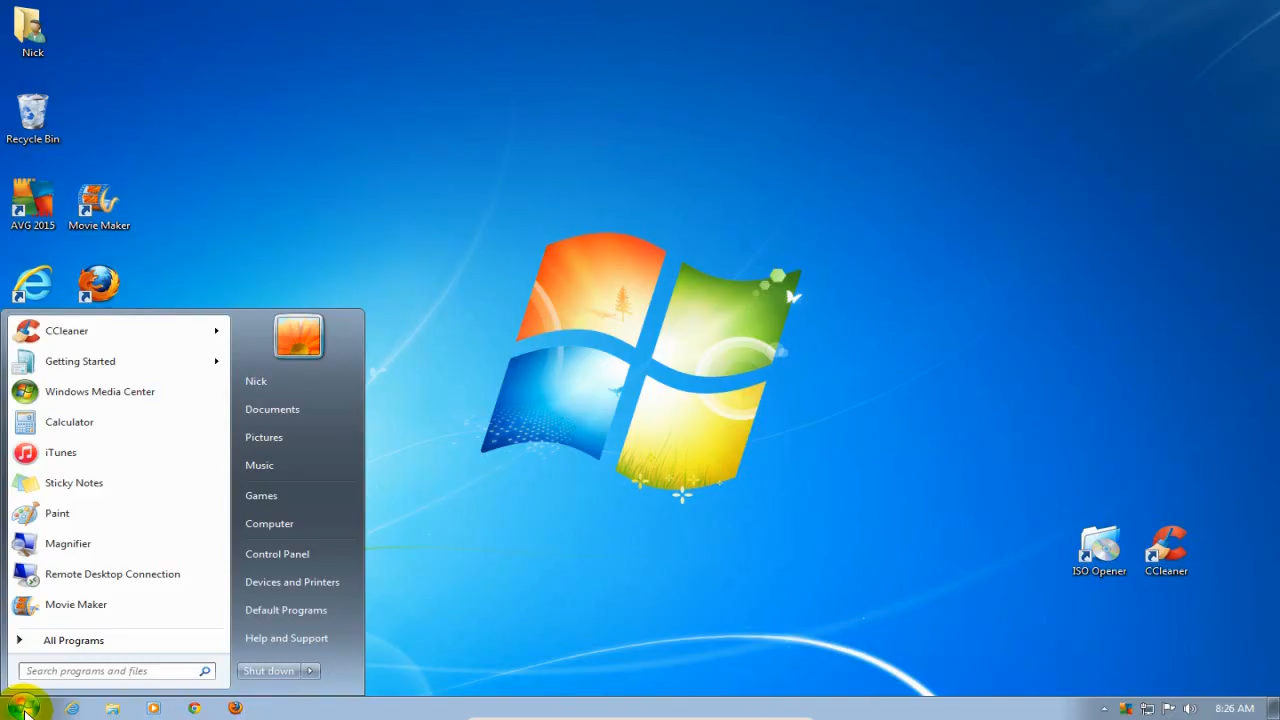 Nick
Recycle Bin
AVG 2015
Movie Maker
CCleaner
Getting Started
Windows Media Center
Calculator
iTunes
Sticky Notes
Paint
Magnifier
Remote Desktop Connection
Movie Maker
All Programs
Search programs and files
Nick
Documents
Pictures
Music
Games
Computer
Control Panel
Devices and Printers
Default Programs
Help and Support
Shut down
ISO Opener
CCleaner
8:26 AM